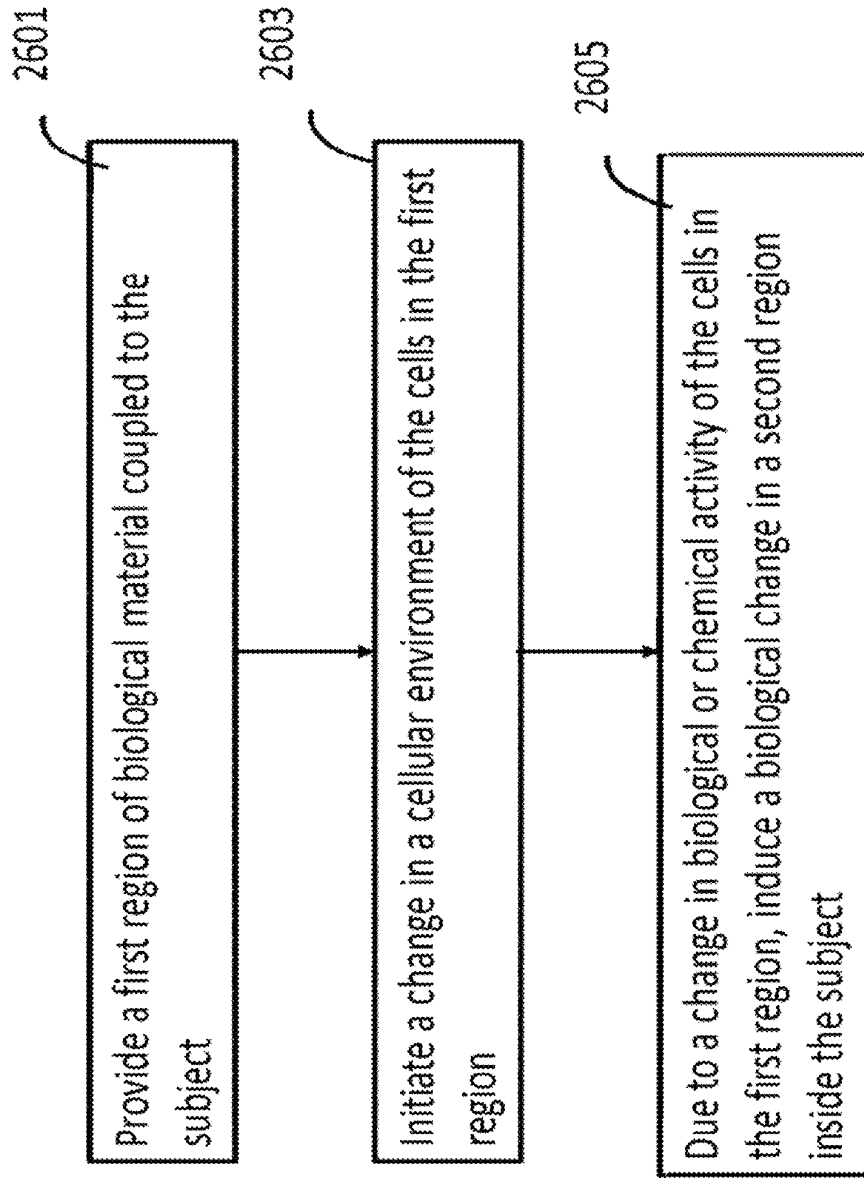 2601
Provide a first region of biological material coupled to the
subject
2603
Initiate a change in a cellular environment of the cells in the first
region
2605
Due to a change in biological or chemical activity of the cells in
the first region, induce a biological change in a second region
inside the subject